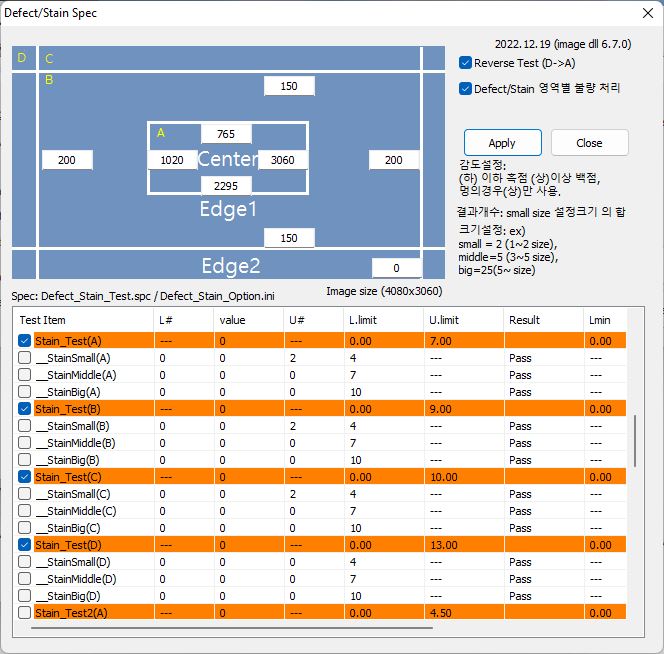 Defect/Stain Spec
2022.12.19 (image dll 6.7.0)
D C
B
150
Reverse Test (D->A)
Defect/Stain 영역별 불량 처리
A 765
200 1020 Center 3060 200
2295
Edge1
150
Edge2
0
Apply Close
감도설정:
(하) 이하 흑점 (상)이상 백점,
멍의경우(상)만 사용.
결과개수: small size 설정크기 의 합
크기설정: ex)
small = 2 (1~2 size),
middle=5 (3~5 size),
big=25(5~ size)
Spec: Defect_Stain_Test.spc / Defect_Stain_Option.ini
Image size (4080x3060)
Test Item L# value U# L.limit U.limit Result Lmin
Stain_Test(A) --- 0 --- 0.00 7.00 0.00
__StainSmall(A) 0 0 2 4 --- Pass ---
__StainMiddle(A) 0 0 7 --- Pass ---
__StainBig(A) 0 0 10 --- Pass ---
Stain_Test(B) --- 0 --- 0.00 9.00 0.00
__StainSmall(B) 0 0 2 4 --- Pass ---
__StainMiddle(B) 0 0 7 --- Pass ---
__StainBig(B) 0 0 10 --- Pass ---
Stain_Test(C) --- 0 --- 0.00 10.00 0.00
__StainSmall(C) 0 0 2 4 --- Pass ---
__StainMiddle(C) 0 0 7 --- Pass ---
__StainBig(C) 0 0 10 --- Pass ---
Stain_Test(D) --- 0 --- 0.00 13.00 0.00
__StainSmall(D) 0 0 4 --- Pass ---
__StainMiddle(D) 0 0 7 --- Pass ---
__StainBig(D) 0 0 10 --- Pass ---
Stain_Test2(A) --- 0 --- 0.00 4.50 0.00